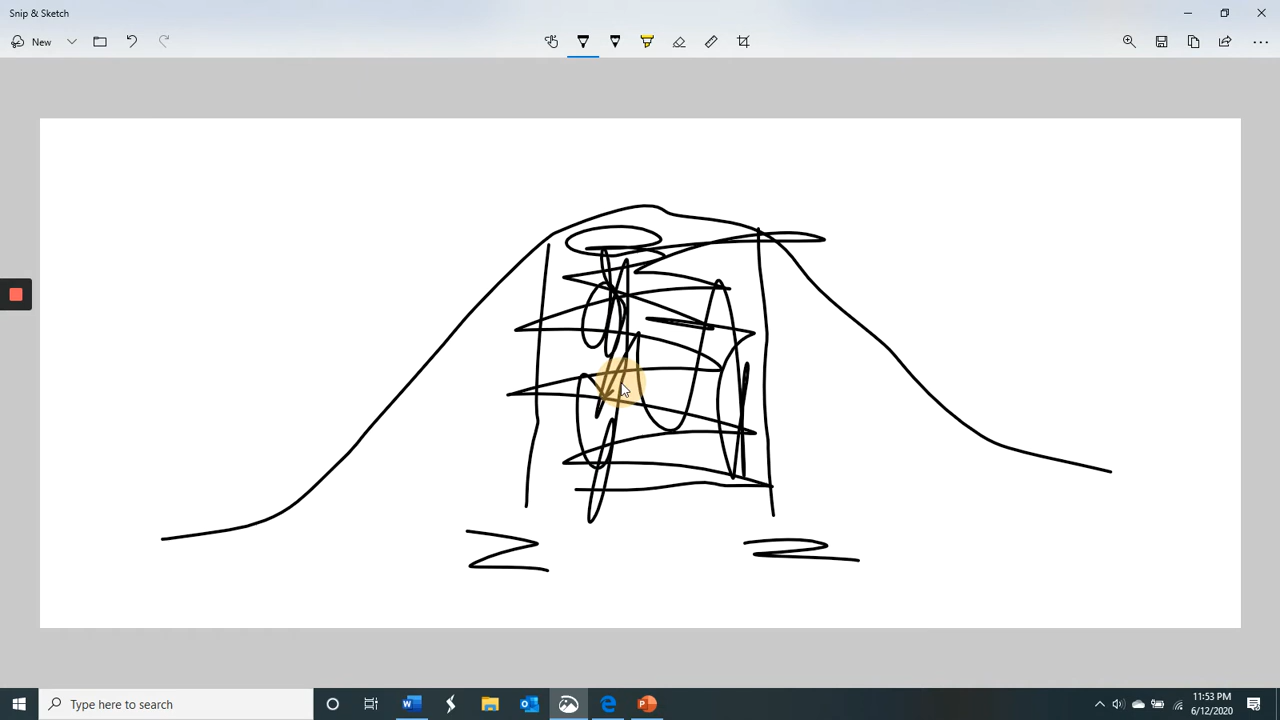 Snip & Sketch
New
Z Z
Type here to search
11:53 PM
6/12/2020